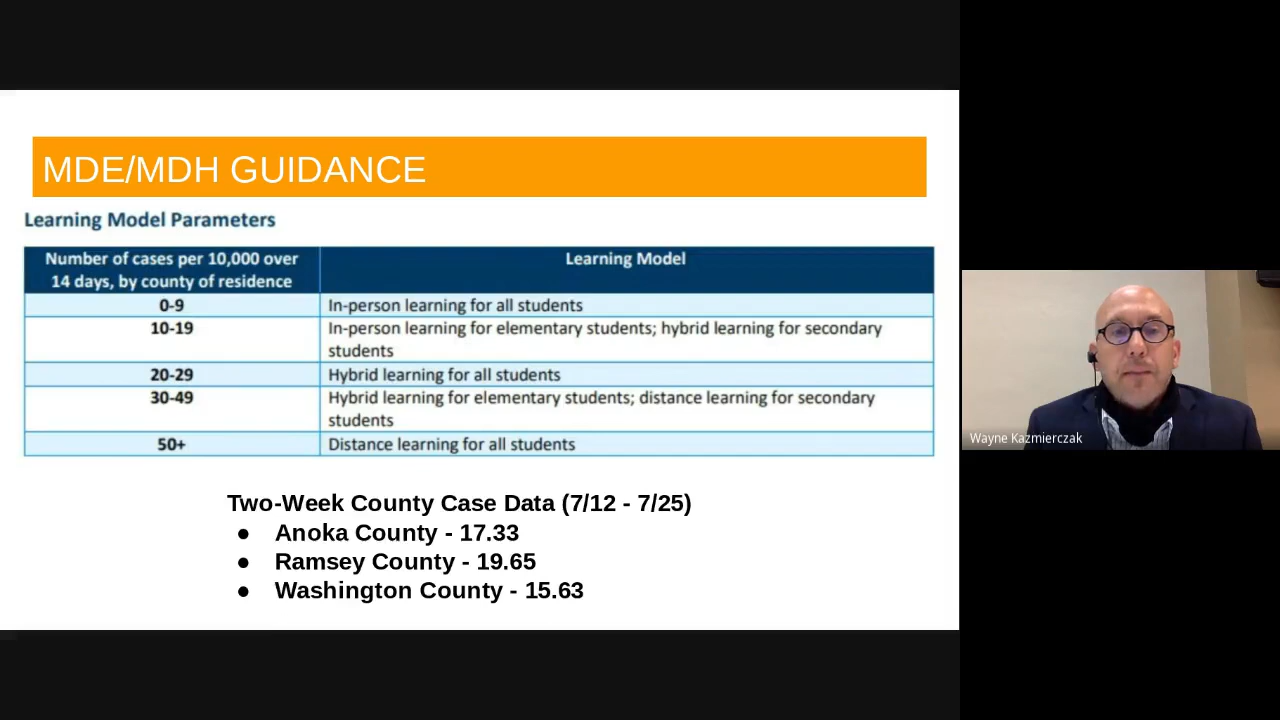 MDE/MDH GUIDANCE
Learning Model Parameters
Number of cases per 10,000 over
14 days, by county of residence
Learning Model
0-9
In-person learning for all students
10-19
In-person learning for elementary students; hybrid learning for secondary
students
20-29
Hybrid learning for all students
30-49
Hybrid learning for elementary students; distance learning for secondary
students
50+
Distance learning for all students
Two-Week County Case Data (7/12 - 7/25)
● Anoka County - 17.33
● Ramsey County - 19.65
● Washington County - 15.63
Wayne Kazmierczak